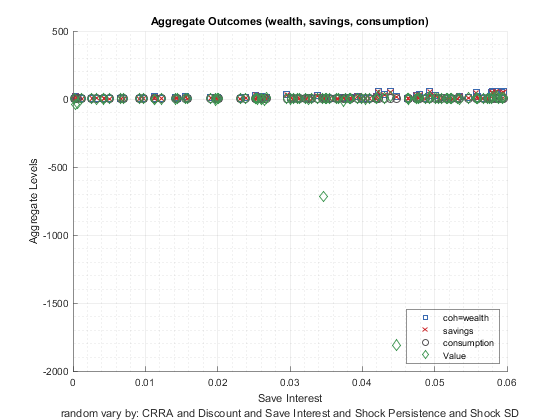 Aggregate Outcomes (wealth, savings, consumption)
500
0
-500
-1000
-1500
-2000
Aggregate Levels
coh=wealth
savings
consumption
Value
0
0.01
0.02
0.03
0.04
0.05
0.06
Save Interest
random vary by: CRRA and Discount and Save Interest and Shock Persistence and Shock SD